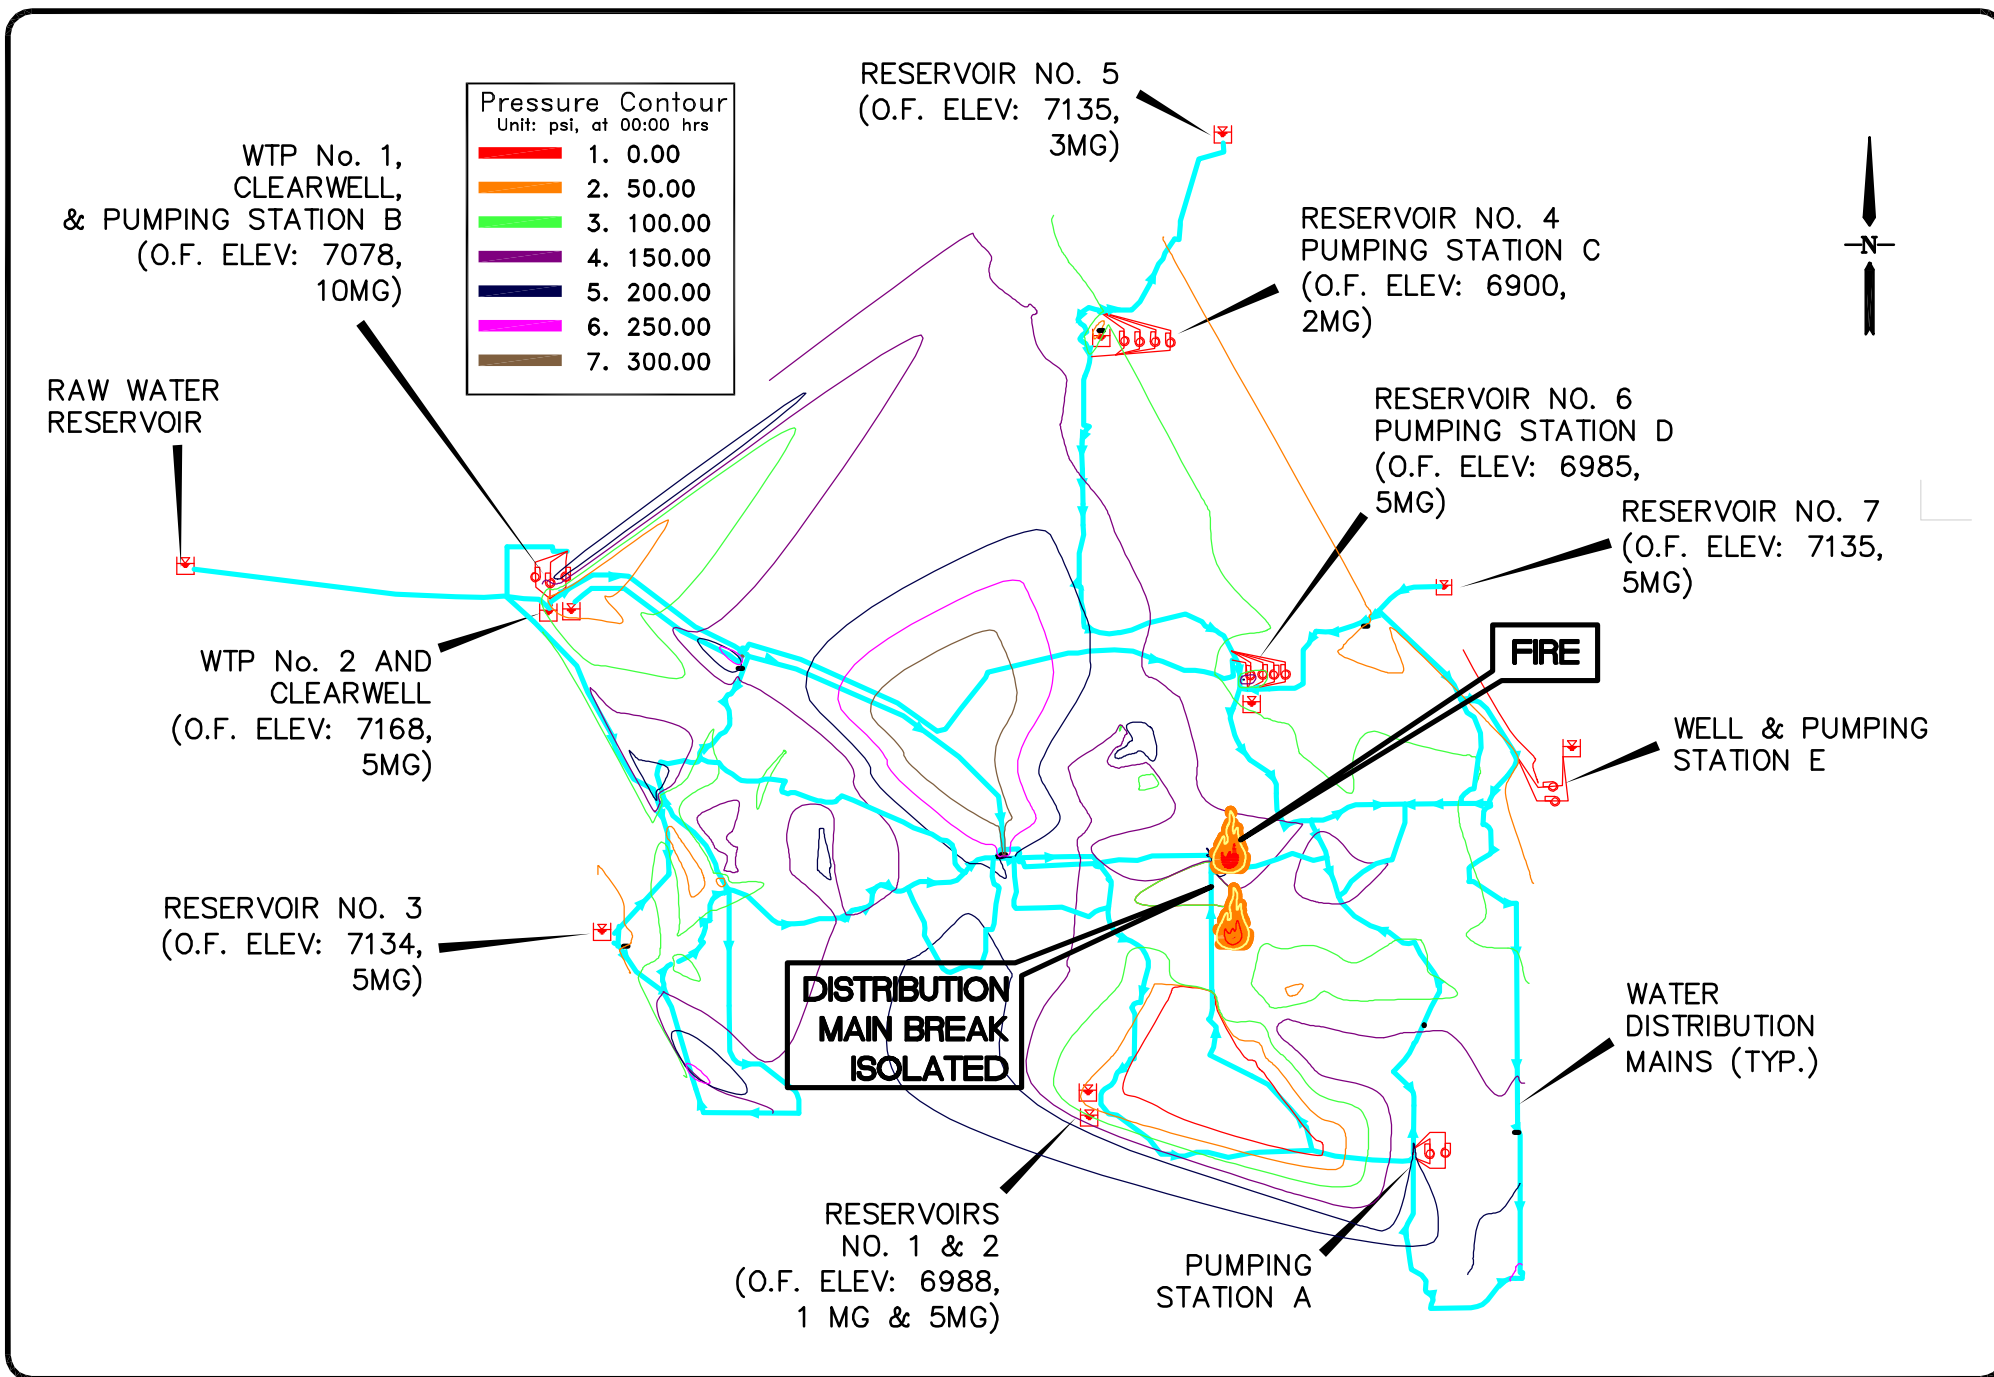 RESERVOIR NO. 5
(O.F. ELEV: 7135,
3MG)
Pressure Contour
Unit: psi, at 00:00 hrs
1. 0.00
2. 50.00
3. 100.00
4. 150.00
5. 200.00
6. 250.00
7. 300.00
WTP No. 1,
CLEARWELL,
& PUMPING STATION B
(O.F. ELEV: 7078,
10MG)
RESERVOIR NO. 4
PUMPING STATION C
(O.F. ELEV: 6900,
2MG)
N
RAW WATER
RESERVOIR
RESERVOIR NO. 6
PUMPING STATION D
(O.F. ELEV: 6985,
5MG)
RESERVOIR NO. 7
(O.F. ELEV: 7135,
5MG)
WTP No. 2 AND
CLEARWELL
(O.F. ELEV: 7168,
5MG)
FIRE
WELL & PUMPING
STATION E
RESERVOIR NO. 3
(O.F. ELEV: 7134,
5MG)
DISTRIBUTION
MAIN BREAK
ISOLATED
WATER
DISTRIBUTION
MAINS (TYP.)
RESERVOIRS
NO. 1 & 2
(O.F. ELEV: 6988,
1 MG & 5MG)
PUMPING
STATION A